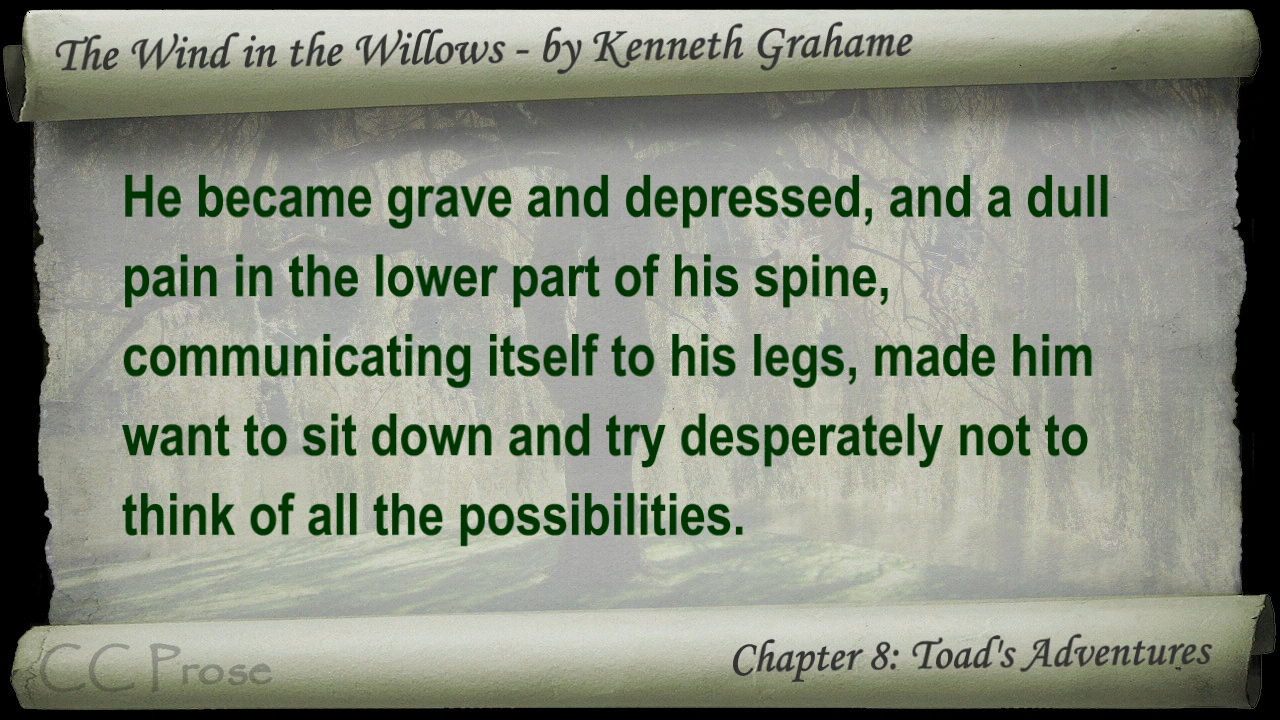 The Wind in the Willows - by Kenneth Grahame
He became grave and depressed, and a dull
pain in the lower part of his spine,
communicating itself to his legs, made him
want to sit down and try desperately not to
think of all the possibilities.
CC Prose
Chapter 8: Toad's Adventures